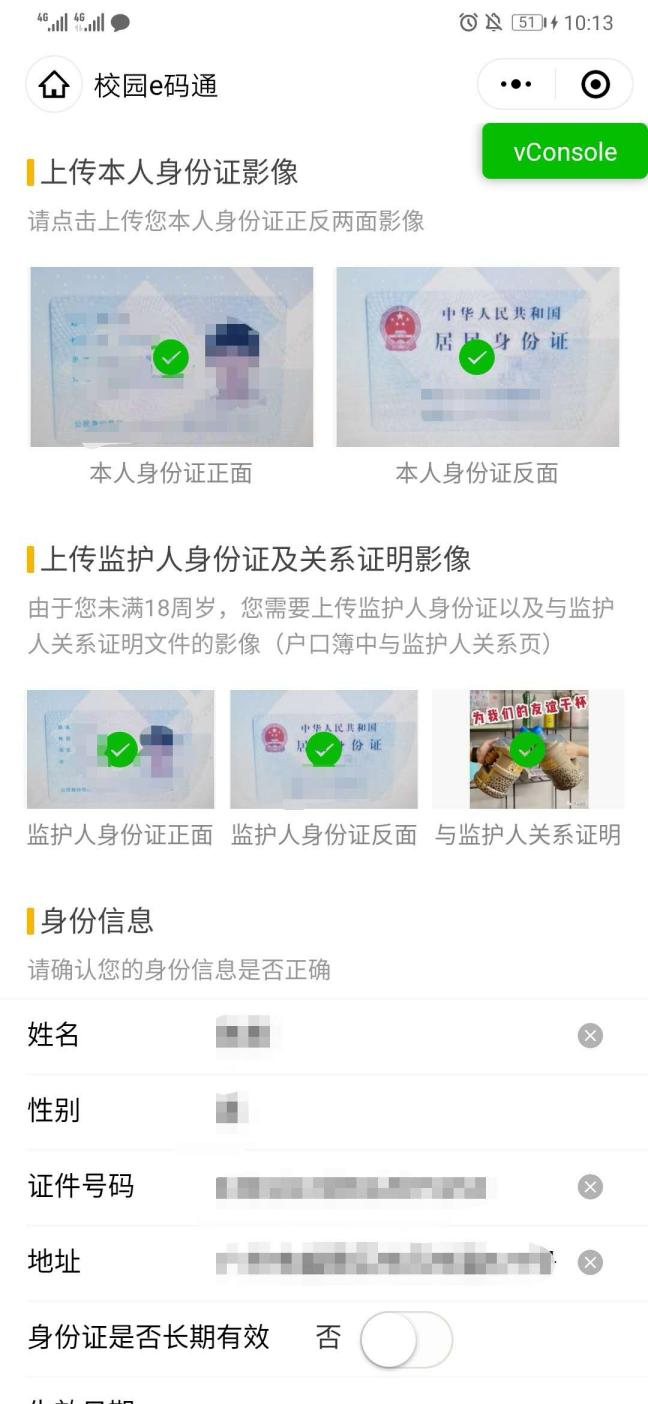 4G 4G 51 10:13
校园e码通
vConsole
上传本人身份证影像
请点击上传您本人身份证正反两面影像
中华人民共和国
居民身份证
本人身份证正面 本人身份证反面
上传监护人身份证及关系证明影像
由于您未满18周岁，您需要上传监护人身份证以及与监护
人关系证明文件的影像（户口簿中与监护人关系页）
中华人民共和国
份证
为我们的友谊干杯
监护人身份证正面 监护人身份证反面 与监护人关系证明
身份信息
请确认您的身份信息是否正确
姓名
性别
证件号码
地址
身份证是否长期有效 否